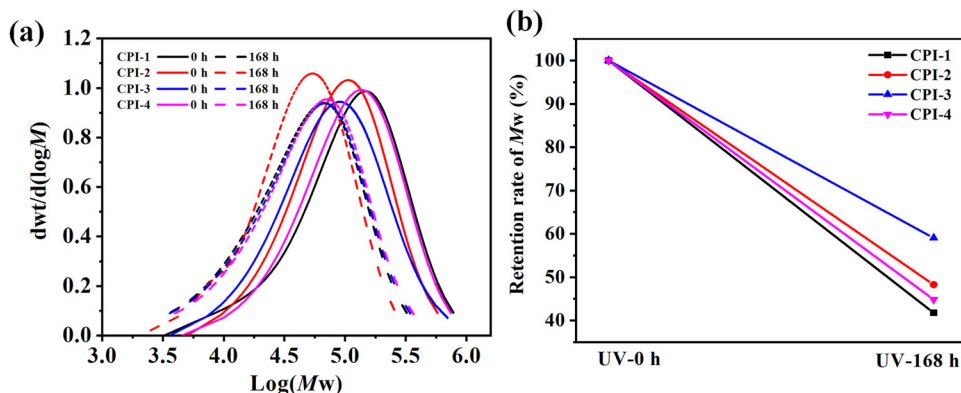 (a)
1.2
1.0
0.8
0.6
0.4
0.2
0.0
dwt/d(logM)
CPI-1 0 h 168 h
CPI-2 0 h 168 h
CPI-3 0 h 168 h
CPI-4 0 h 168 h
3.0 3.5 4.0 4.5 5.0 5.5 6.0
Log(Mw)
(b)
100
90
80
70
60
50
40
Retention rate of Mw (%)
CPI-1
CPI-2
CPI-3
CPI-4
UV-0 h UV-168 h